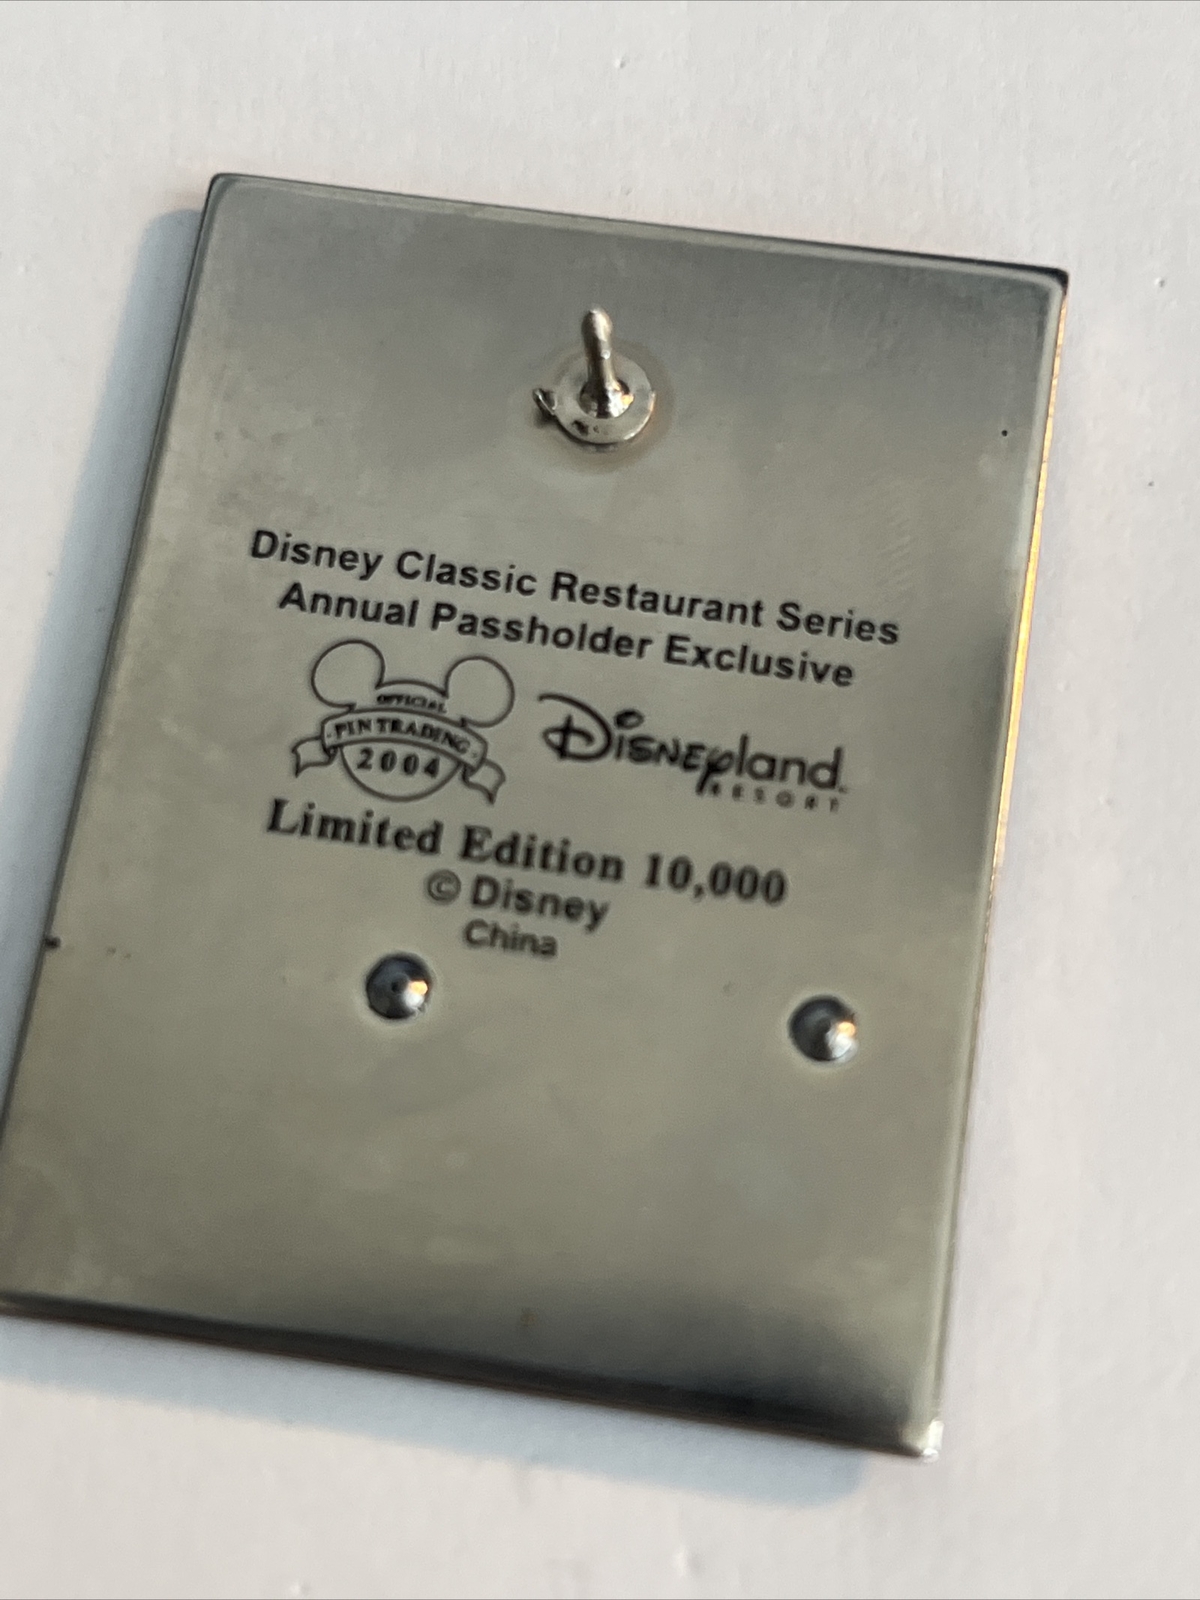 Disney Classic Restaurant Series
Annual Passholder Exclusive
OFFICIAL
·PIN TRADING·
2004
Disneyland
RESORT
Limited Edition 10,000
© Disney
China